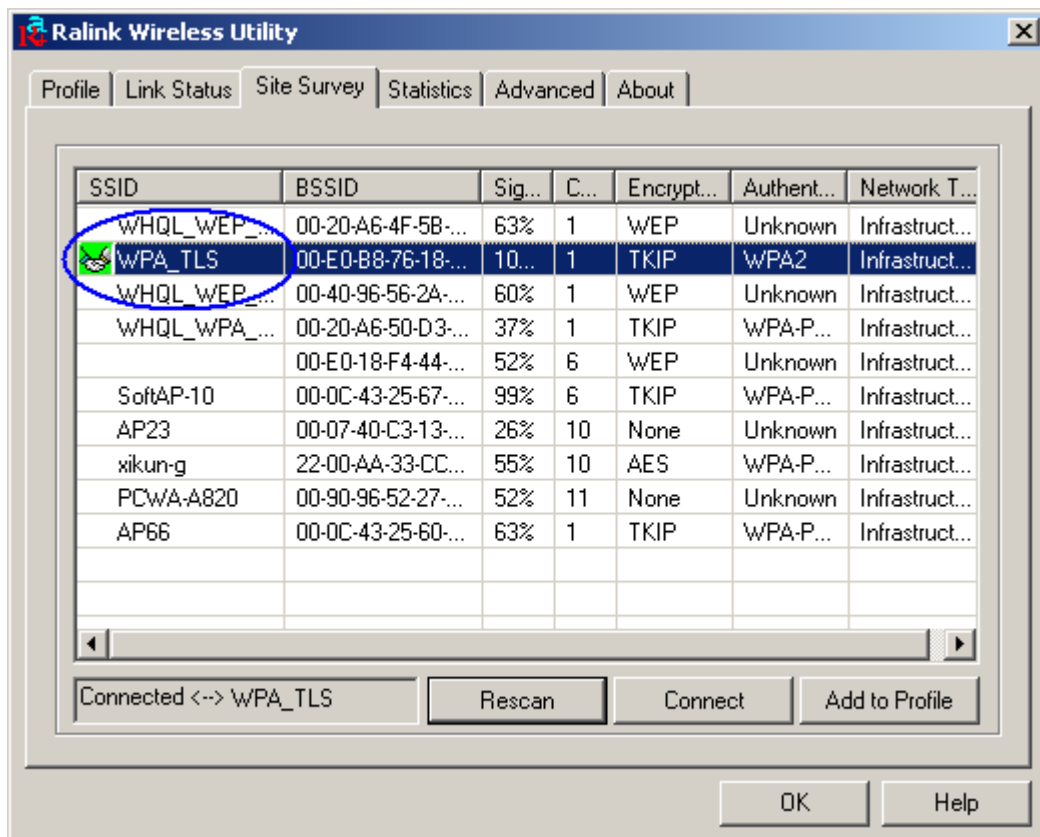 Ralink Wireless Utility
Profile Link Status Site Survey Statistics Advanced About
SSID BSSID Sig... C... Encrypt... Authent... Network T...
WHQL_WEP_... 00-20-A6-4F-5B-... 63% 1 WEP Unknown Infrastruct...
WPA_TLS 00-E0-B8-76-18-... 10... 1 TKIP WPA2 Infrastruct...
WHQL_WEP_... 00-40-96-56-2A-... 60% 1 WEP Unknown Infrastruct...
WHQL_WPA_... 00-20-A6-50-D3-... 37% 1 TKIP WPA-P... Infrastruct...
00-E0-18-F4-44-... 52% 6 WEP Unknown Infrastruct...
SoftAP-10 00-0C-43-25-67-... 99% 6 TKIP WPA-P... Infrastruct...
AP23 00-07-40-C3-13-... 26% 10 None Unknown Infrastruct...
xikun-g 22-00-AA-33-CC... 55% 10 AES WPA-P... Infrastruct...
PCWA-A820 00-90-96-52-27-... 52% 11 None Unknown Infrastruct...
AP66 00-0C-43-25-60-... 63% 1 TKIP WPA-P... Infrastruct...
Connected <--> WPA_TLS Rescan Connect Add to Profile
OK Help